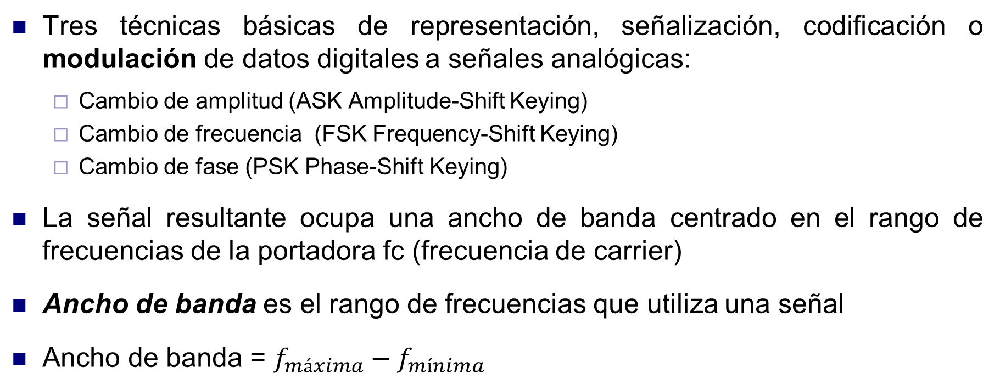 Tres técnicas básicas de representación, señalización, codificación o
modulación de datos digitales a señales analógicas:
Cambio de amplitud (ASK Amplitude-Shift Keying)
Cambio de frecuencia (FSK Frequency-Shift Keying)
Cambio de fase (PSK Phase-Shift Keying)
La señal resultante ocupa una ancho de banda centrado en el rango de
frecuencias de la portadora fc (frecuencia de carrier)
Ancho de banda es el rango de frecuencias que utiliza una señal
Ancho de banda = f máxima − f mínima